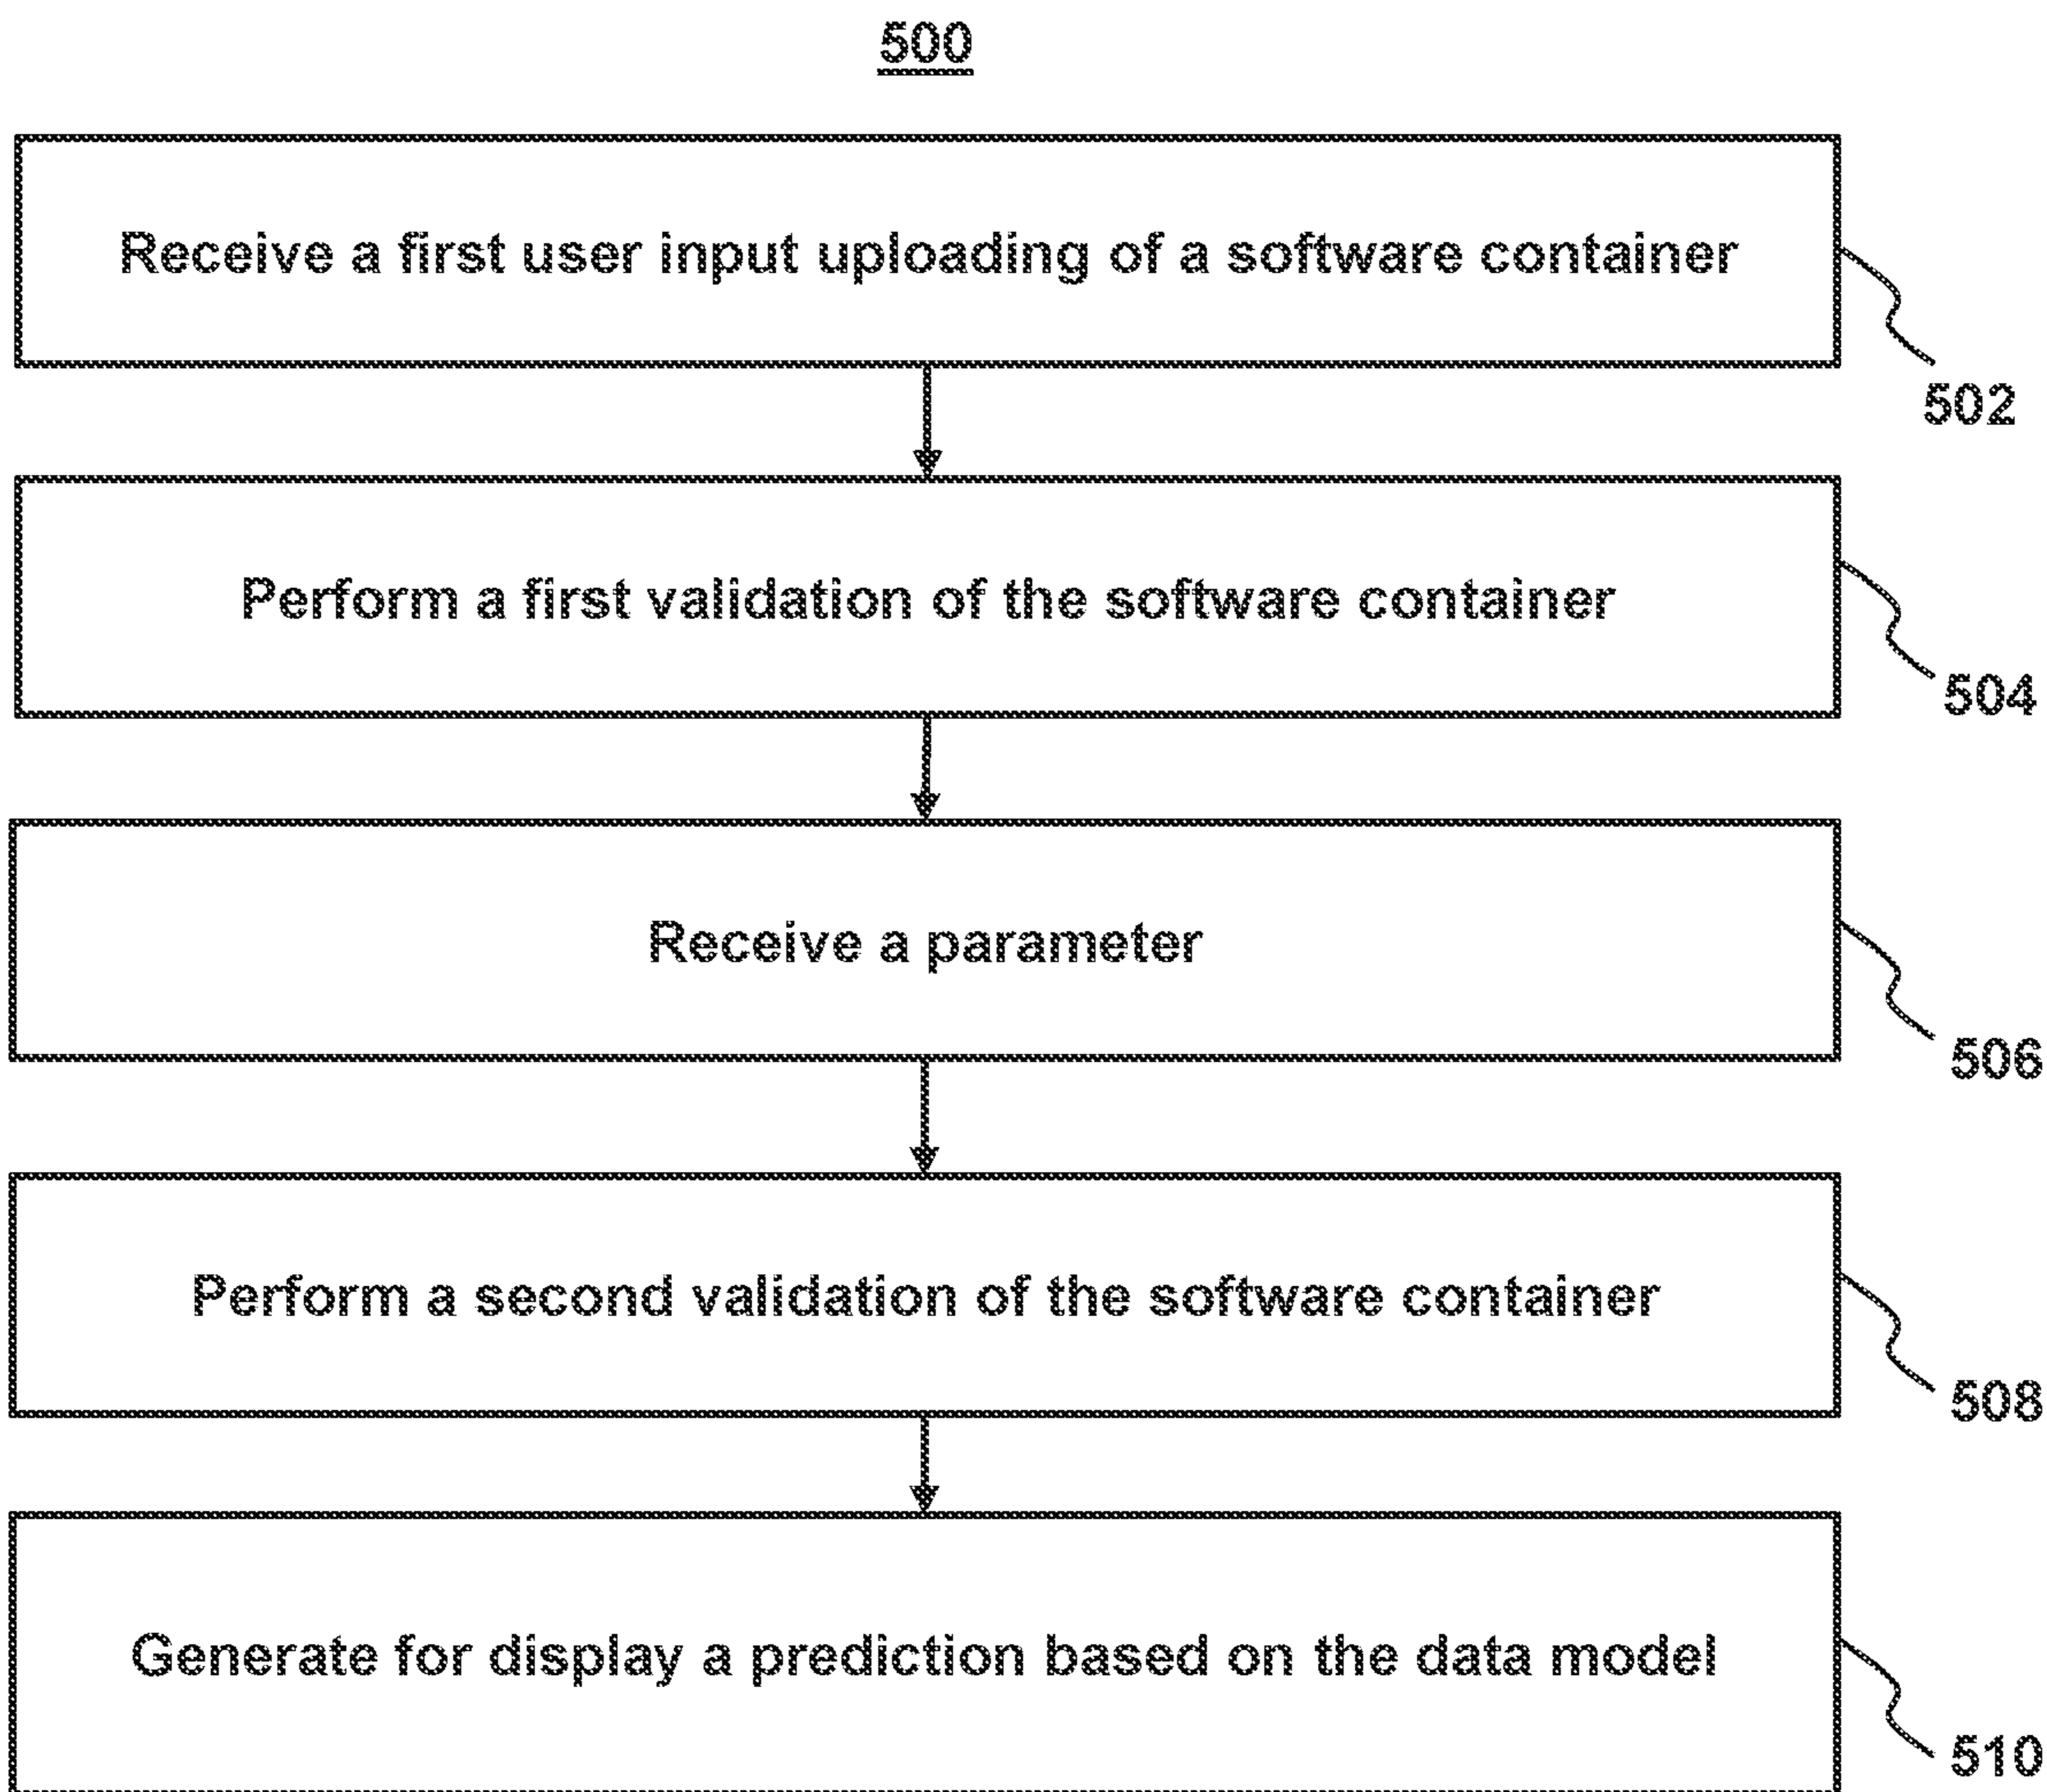 500
Receive a first user input uploading of a software container
502
Perform a first validation of the software container
504
Receive a parameter
506
Perform a second validation of the software container
508
Generate for display a prediction based on the data model
510